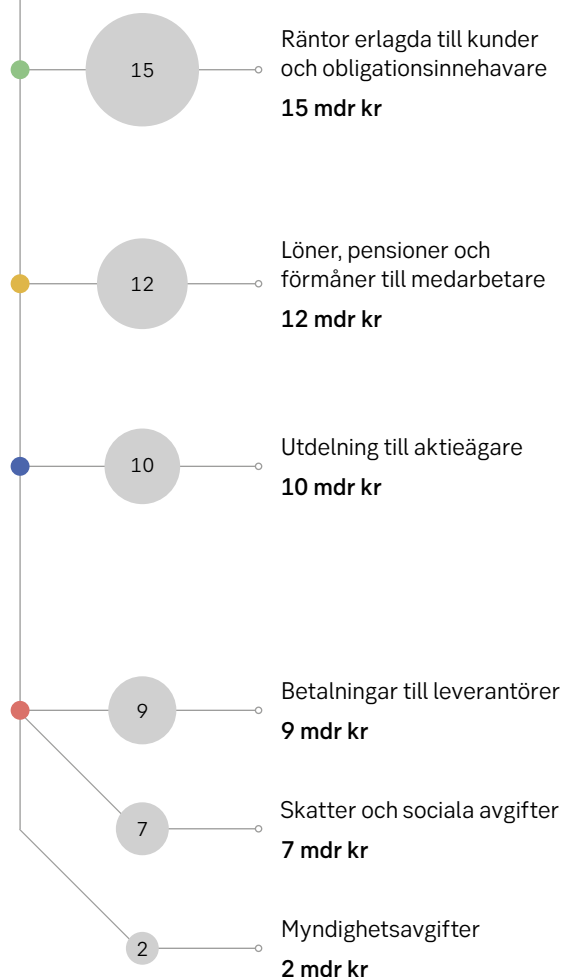 15
Räntor erlagda till kunder
och obligationsinnehavare
15 mdr kr
12
Löner, pensioner och
förmåner till medarbetare
12 mdr kr
10
Utdelning till aktieägare
10 mdr kr
9
Betalningar till leverantörer
9 mdr kr
7
Skatter och sociala avgifter
7 mdr kr
2
Myndighetsavgifter
2 mdr kr